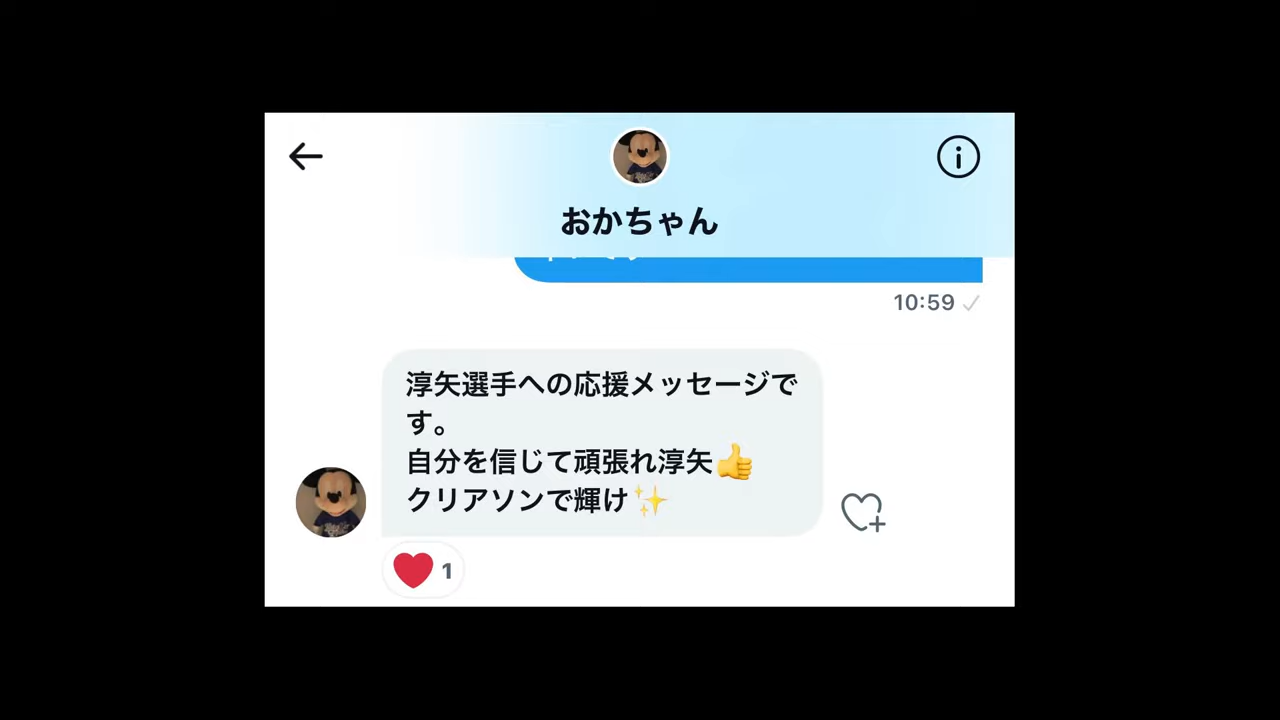 おかちゃん
10:59
淳矢選手への応援メッセージで
す。
自分を信じて頑張れ淳矢👍
クリアソンで輝け✨
1